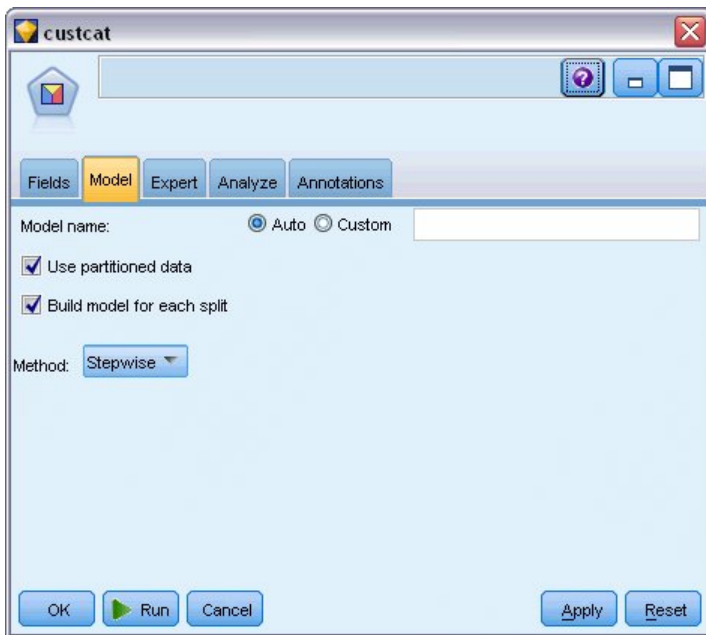 custcat
?
Fields Model Expert Analyze Annotations
Model name: Auto Custom
Use partitioned data
Build model for each split
Method: Stepwise
OK Run Cancel Apply Reset